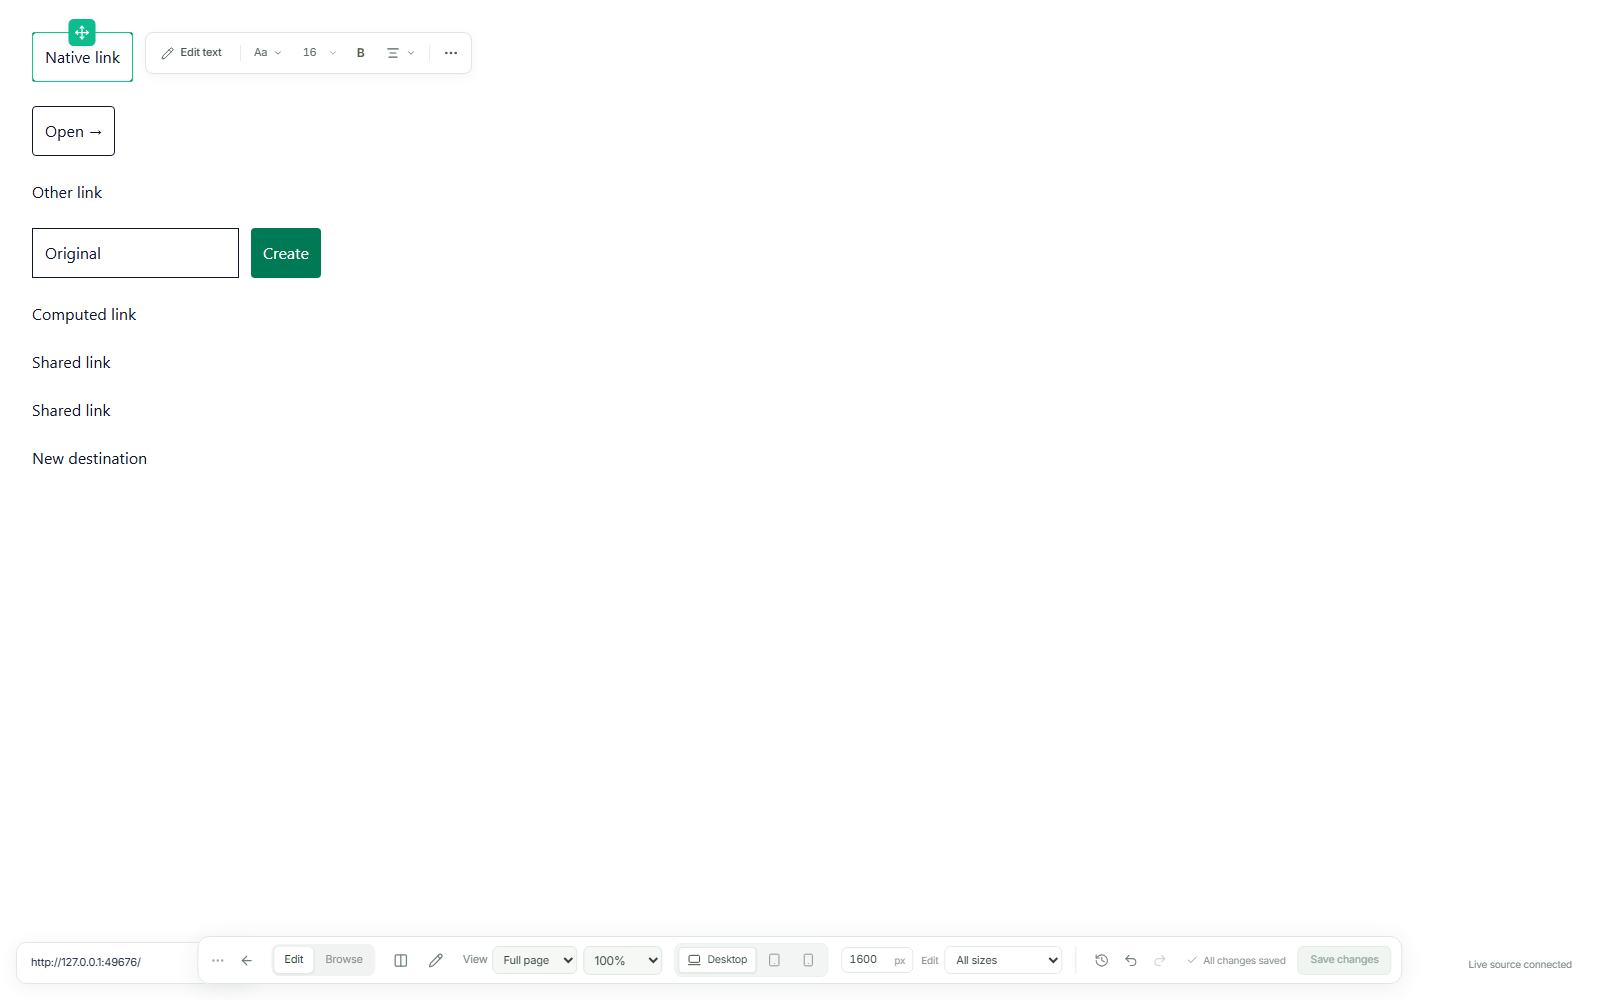 Native link
Edit text Aa 16 B
Open →
Other link
Original Create
Computed link
Shared link
Shared link
New destination
http://127.0.0.1:49676/ Edit Browse View Full page 100% Desktop 1600 px Edit All sizes All changes saved Save changes Live source connected